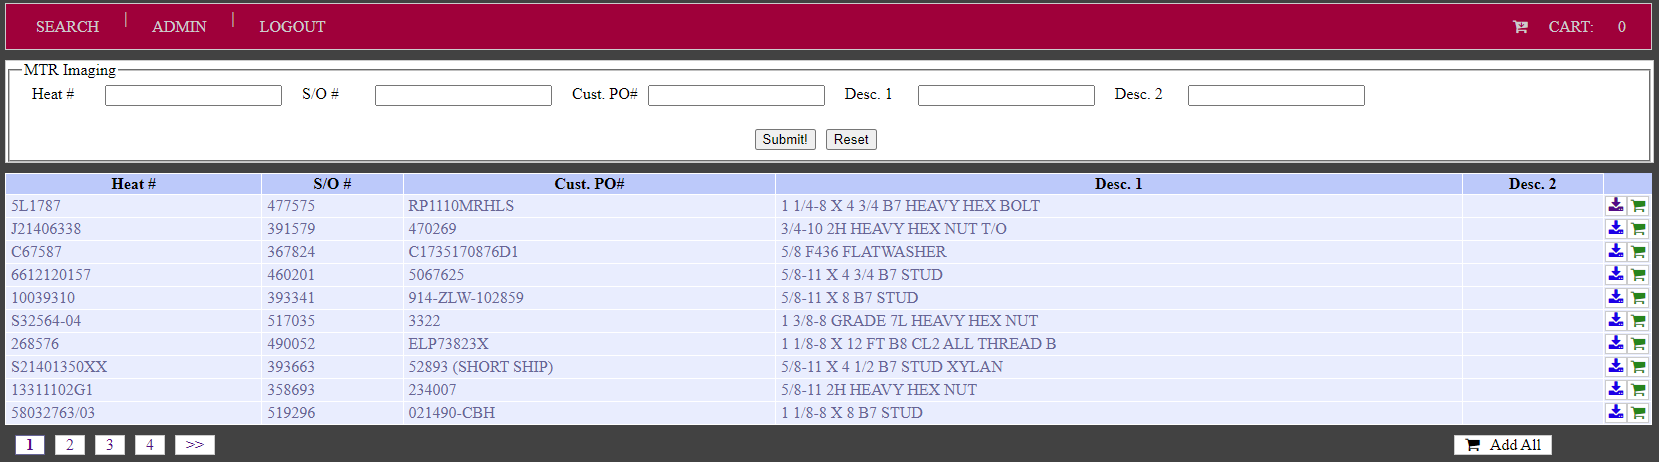 SEARCH | ADMIN | LOGOUT CART: 0
MTR Imaging
Heat # S/O # Cust. PO# Desc. 1 Desc. 2
Submit! Reset
Heat # S/O # Cust. PO# Desc. 1 Desc. 2
5L1787 477575 RP1110MRHLS 1 1/4-8 X 4 3/4 B7 HEAVY HEX BOLT
J21406338 391579 470269 3/4-10 2H HEAVY HEX NUT T/O
C67587 367824 C1735170876D1 5/8 F436 FLATWASHER
6612120157 460201 5067625 5/8-11 X 4 3/4 B7 STUD
10039310 393341 914-ZLW-102859 5/8-11 X 8 B7 STUD
S32564-04 517035 3322 1 3/8-8 GRADE 7L HEAVY HEX NUT
268576 490052 ELP73823X 1 1/8-8 X 12 FT B8 CL2 ALL THREAD B
S21401350XX 393663 52893 (SHORT SHIP) 5/8-11 X 4 1/2 B7 STUD XYLAN
13311102G1 358693 234007 5/8-11 2H HEAVY HEX NUT
58032763/03 519296 021490-CBH 1 1/8-8 X 8 B7 STUD
1 2 3 4 >> Add All